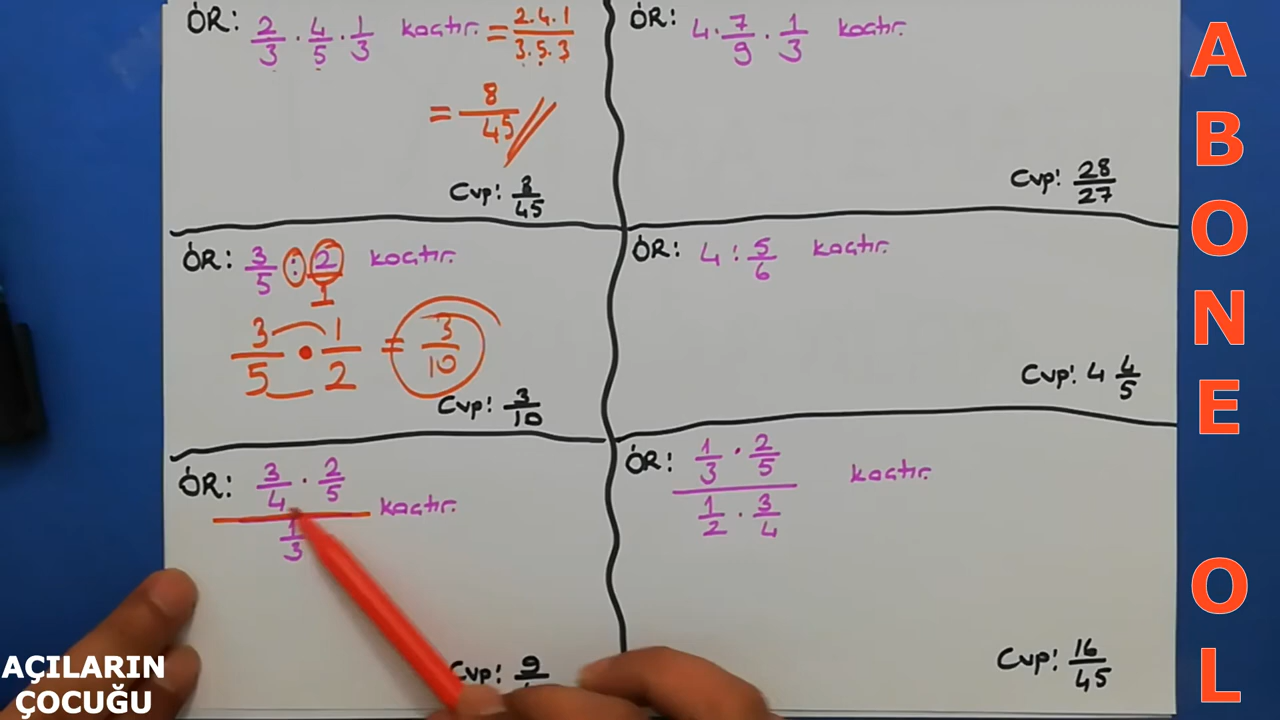 ÖR: 2/3 . 4/5 . 1/3 kaçtır. = 2.4.1/3.5.3
= 8/45
Cvp: 8/45
ÖR: 4 . 7/9 . 1/3 kaçtır.
Cvp: 28/27
ÖR: 3/5 : 2/1 kaçtır.
3/5 . 1/2 = 3/10
Cvp: 3/10
ÖR: 4 : 5/6 kaçtır.
Cvp: 4 4/5
ÖR: 3/4 . 2/5 kaçtır.
1/3
Cvp: 9
ÖR: 1/3 . 2/5 kaçtır.
1/2 . 3/4
Cvp: 16/45
ABONE
OL
AÇILARIN
ÇOCUĞU